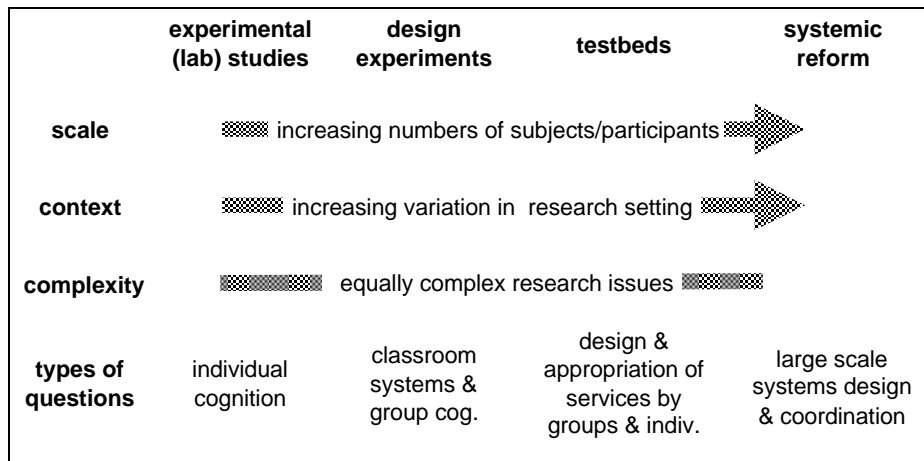 experimental design testbeds systemic
(lab) studies experiments reform
scale increasing numbers of subjects/participants
context increasing variation in research setting
complexity equally complex research issues
types of questions
individual
cognition
classroom
systems &
group cog.
design &
appropriation of
services by
groups & indiv.
large scale
systems design
& coordination